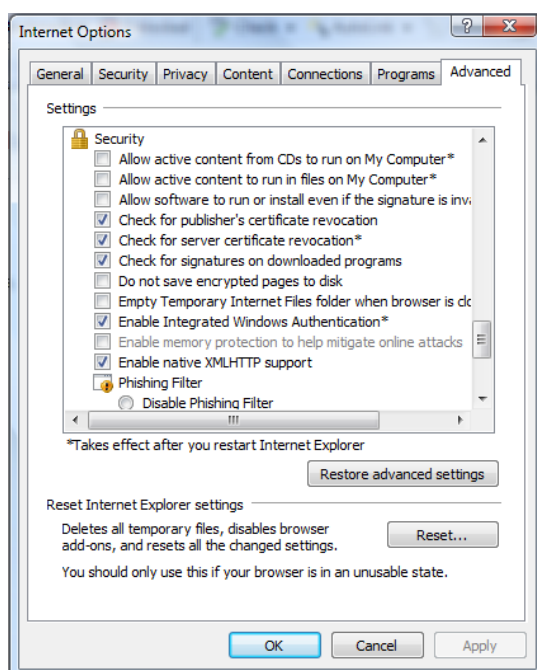 Internet Options
General Security Privacy Content Connections Programs Advanced
Settings
Security
Allow active content from CDs to run on My Computer*
Allow active content to run in files on My Computer*
Allow software to run or install even if the signature is
Check for publisher's certificate revocation
Check for server certificate revocation*
Check for signatures on downloaded programs
Do not save encrypted pages to disk
Empty Temporary Internet Files folder when browser is
Enable Integrated Windows Authentication*
Enable memory protection to help mitigate online attacks
Enable native XMLHTTP support
Phishing Filter
Disable Phishing Filter
*Takes effect after you restart Internet Explorer
Restore advanced settings
Reset Internet Explorer settings
Deletes all temporary files, disables browser
add-ons, and resets all the changed settings.
Reset...
You should only use this if your browser is in an unusable state.
OK Cancel Apply